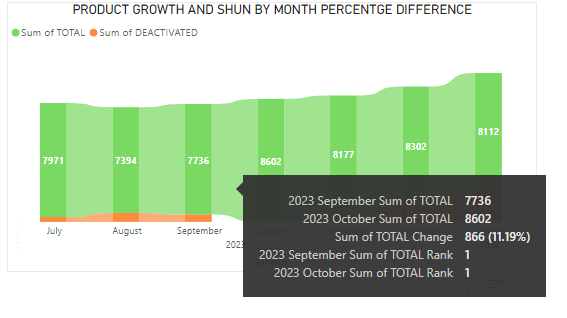 PRODUCT GROWTH AND SHUN BY MONTH PERCENTGE DIFFERENCE
Sum of TOTAL Sum of DEACTIVATED
7971 7394 7736 8602 8177 8302 8112
2023 September Sum of TOTAL 7736
2023 October Sum of TOTAL 8602
Sum of TOTAL Change 866 (11.19%)
2023 September Sum of TOTAL Rank 1
2023 October Sum of TOTAL Rank 1
July August September
2023